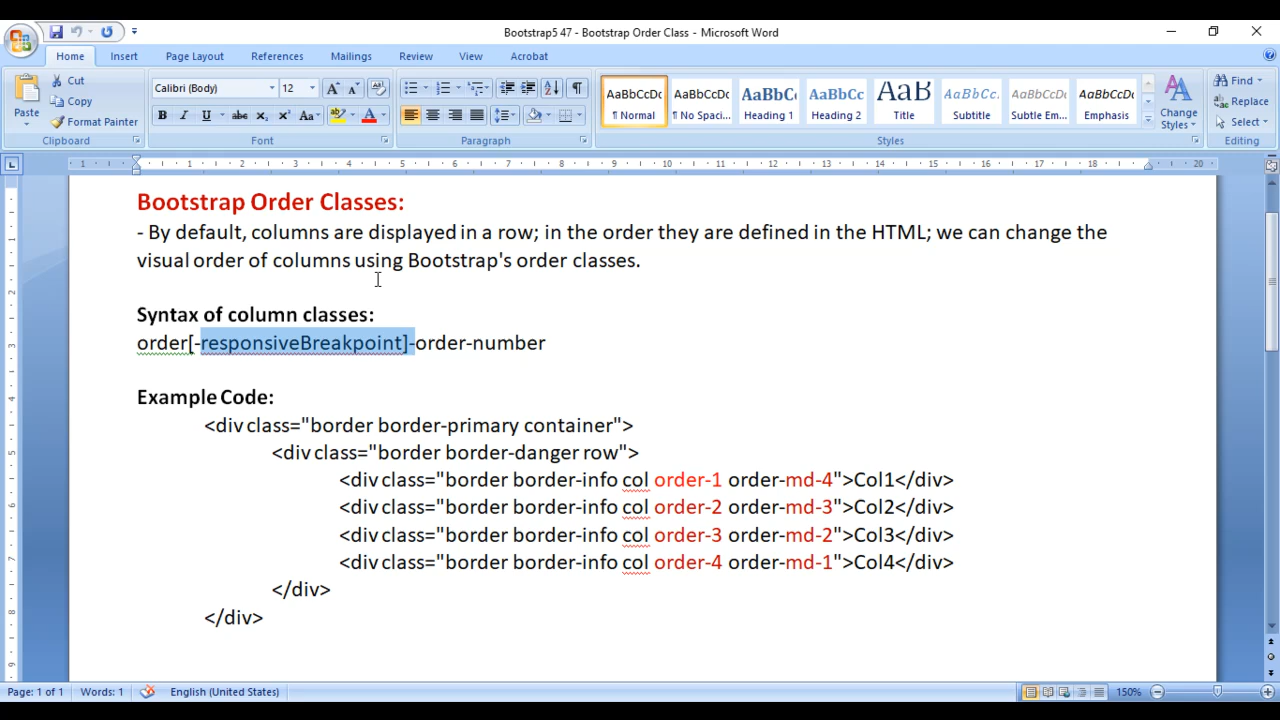 Bootstrap5 47 - Bootstrap Order Class - Microsoft Word
Home Insert Page Layout References Mailings Review View Acrobat
Paste Cut Copy Format Painter Clipboard
Calibri (Body) 12 Font
Paragraph
AaBbCcDc ¶ Normal
AaBbCcDc ¶ No Spaci...
AaBbC Heading 1
AaBbCc Heading 2
AaB Title
AaBbCc. Subtitle
AaBbCcDc Subtle Em...
AaBbCcDc Emphasis
Change Styles
Styles
Find Replace Select Editing
Bootstrap Order Classes:
- By default, columns are displayed in a row; in the order they are defined in the HTML; we can change the
visual order of columns using Bootstrap's order classes.
Syntax of column classes:
order[-responsiveBreakpoint]-order-number
Example Code:
<div class="border border-primary container">
<div class="border border-danger row">
<div class="border border-info col order-1 order-md-4">Col1</div>
<div class="border border-info col order-2 order-md-3">Col2</div>
<div class="border border-info col order-3 order-md-2">Col3</div>
<div class="border border-info col order-4 order-md-1">Col4</div>
</div>
</div>
Page: 1 of 1 Words: 1 English (United States) 150%